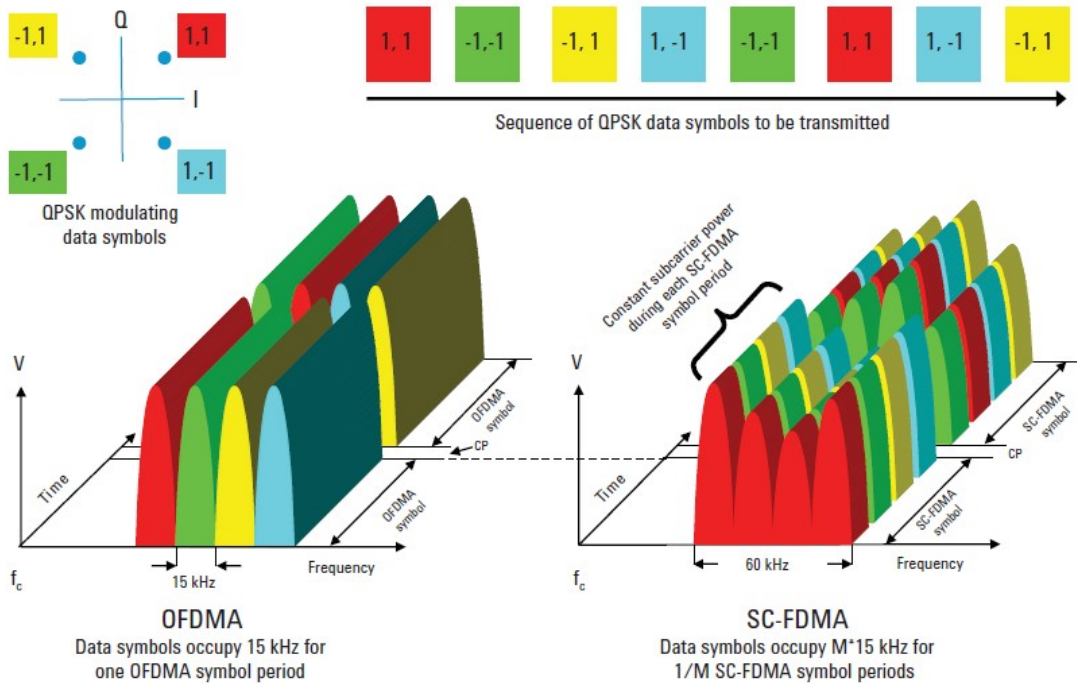 Q
-1,1
1,1
I
-1,-1
1,-1
QPSK modulating
data symbols
1, 1
-1,-1
-1, 1
1, -1
-1,-1
1, 1
1, -1
-1, 1
Sequence of QPSK data symbols to be transmitted
V
Time
OFDMA
symbol
CP
OFDMA
symbol
15 kHz
Frequency
fc
OFDMA
Data symbols occupy 15 kHz for
one OFDMA symbol period
Constant subcarrier power
during each SC-FDMA
symbol period
V
Time
SC-FDMA
symbol
CP
SC-FDMA
symbol
60 kHz
Frequency
fc
SC-FDMA
Data symbols occupy M*15 kHz for
1/M SC-FDMA symbol periods